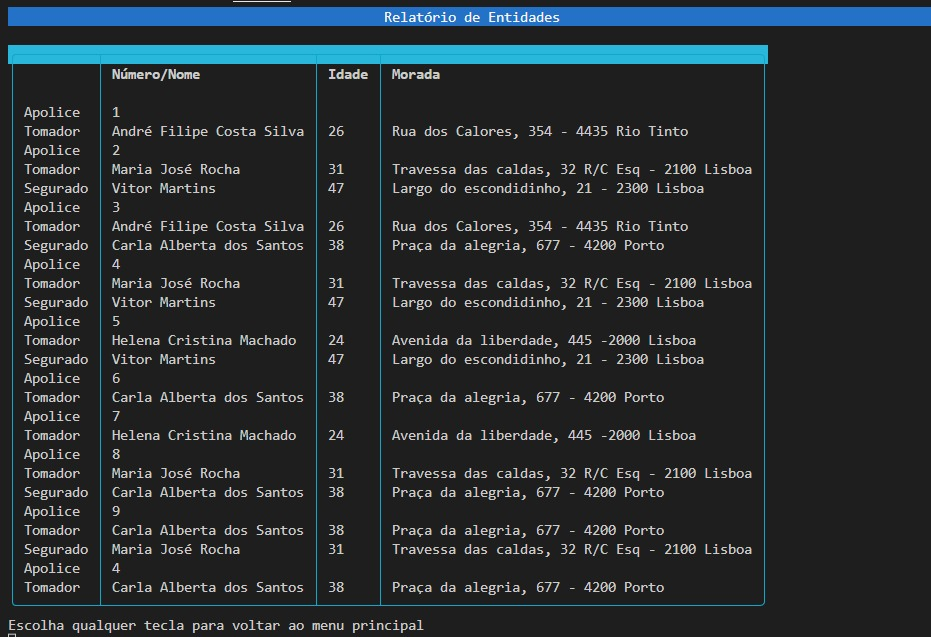 Relatório de Entidades
Número/Nome Idade Morada
Apolice 1
Tomador André Filipe Costa Silva 26 Rua dos Calores, 354 - 4435 Rio Tinto
Apolice 2
Tomador Maria José Rocha 31 Travessa das caldas, 32 R/C Esq - 2100 Lisboa
Segurado Vitor Martins 47 Largo do escondidinho, 21 - 2300 Lisboa
Apolice 3
Tomador André Filipe Costa Silva 26 Rua dos Calores, 354 - 4435 Rio Tinto
Segurado Carla Alberta dos Santos 38 Praça da alegria, 677 - 4200 Porto
Apolice 4
Tomador Maria José Rocha 31 Travessa das caldas, 32 R/C Esq - 2100 Lisboa
Segurado Vitor Martins 47 Largo do escondidinho, 21 - 2300 Lisboa
Apolice 5
Tomador Helena Cristina Machado 24 Avenida da liberdade, 445 -2000 Lisboa
Segurado Vitor Martins 47 Largo do escondidinho, 21 - 2300 Lisboa
Apolice 6
Tomador Carla Alberta dos Santos 38 Praça da alegria, 677 - 4200 Porto
Apolice 7
Tomador Helena Cristina Machado 24 Avenida da liberdade, 445 -2000 Lisboa
Apolice 8
Tomador Maria José Rocha 31 Travessa das caldas, 32 R/C Esq - 2100 Lisboa
Segurado Carla Alberta dos Santos 38 Praça da alegria, 677 - 4200 Porto
Apolice 9
Tomador Carla Alberta dos Santos 38 Praça da alegria, 677 - 4200 Porto
Segurado Maria José Rocha 31 Travessa das caldas, 32 R/C Esq - 2100 Lisboa
Apolice 4
Tomador Carla Alberta dos Santos 38 Praça da alegria, 677 - 4200 Porto
Escolha qualquer tecla para voltar ao menu principal